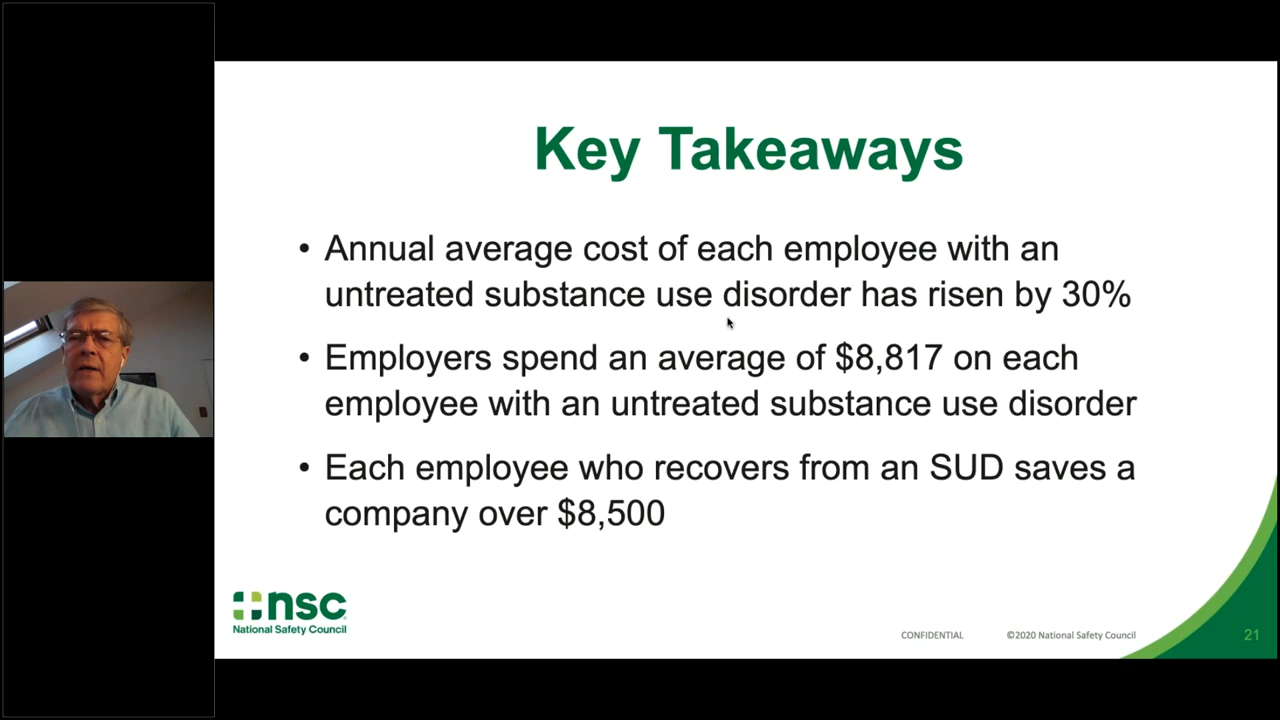 Key Takeaways
• Annual average cost of each employee with an
untreated substance use disorder has risen by 30%
• Employers spend an average of $8,817 on each
employee with an untreated substance use disorder
• Each employee who recovers from an SUD saves a
company over $8,500
nsc
National Safety Council
CONFIDENTIAL
©2020 National Safety Council
21